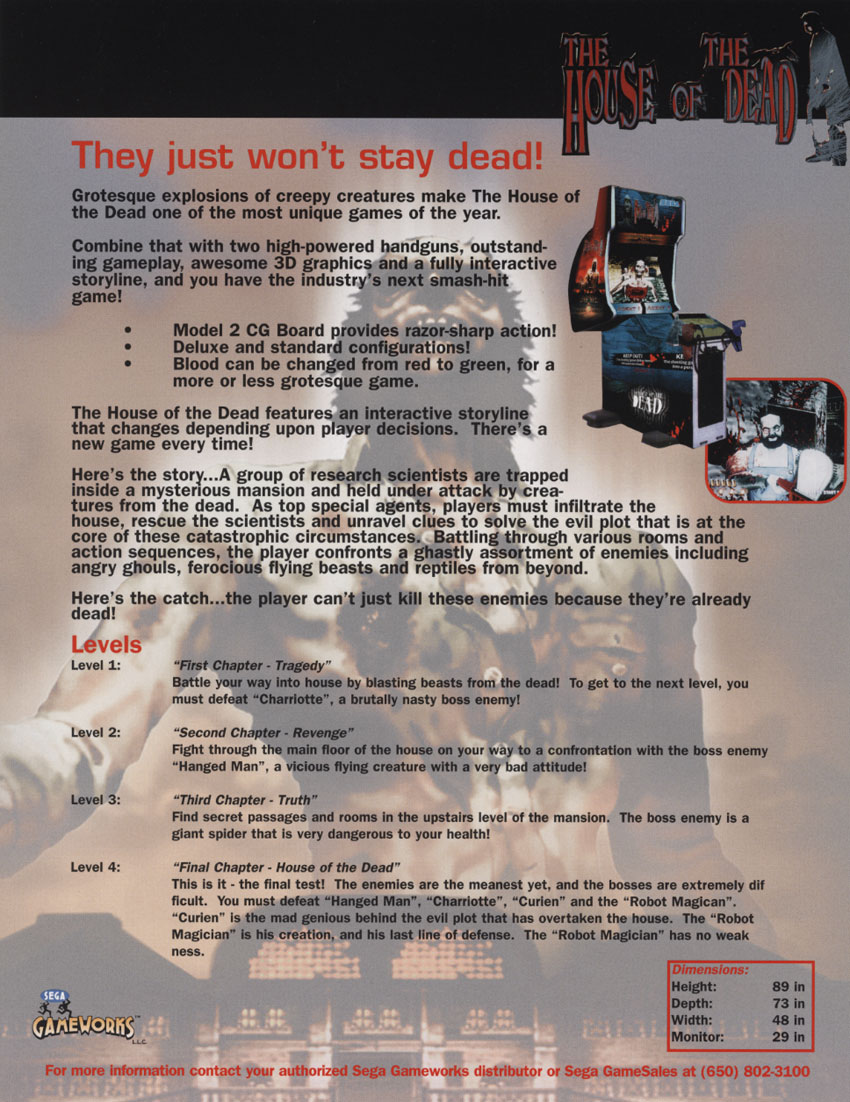 THE HOUSE OF THE DEAD
They just won't stay dead!
Grotesque explosions of creepy creatures make The House of
the Dead one of the most unique games of the year.
Combine that with two high-powered handguns, outstand-
ing gameplay, awesome 3D graphics and a fully interactive
storyline, and you have the industry's next smash-hit
game!
• Model 2 CG Board provides razor-sharp action!
• Deluxe and standard configurations!
• Blood can be changed from red to green, for a
more or less grotesque game.
The House of the Dead features an interactive storyline
that changes depending upon player decisions. There's a
new game every time!
Here's the story...A group of research scientists are trapped
inside a mysterious mansion and held under attack by crea-
tures from the dead. As top special agents, players must infiltrate the
house, rescue the scientists and unravel clues to solve the evil plot that is at the
core of these catastrophic circumstances. Battling through various rooms and
action sequences, the player confronts a ghastly assortment of enemies including
angry ghouls, ferocious flying beasts and reptiles from beyond.
Here's the catch...the player can't just kill these enemies because they're already
dead!
Levels
Level 1: "First Chapter - Tragedy"
Battle your way into house by blasting beasts from the dead! To get to the next level, you
must defeat "Charriotte", a brutally nasty boss enemy!
Level 2: "Second Chapter - Revenge"
Fight through the main floor of the house on your way to a confrontation with the boss enemy
"Hanged Man", a vicious flying creature with a very bad attitude!
Level 3: "Third Chapter - Truth"
Find secret passages and rooms in the upstairs level of the mansion. The boss enemy is a
giant spider that is very dangerous to your health!
Level 4: "Final Chapter - House of the Dead"
This is it - the final test! The enemies are the meanest yet, and the bosses are extremely dif
ficult. You must defeat "Hanged Man", "Charriotte", "Curien" and the "Robot Magican".
"Curien" is the mad genious behind the evil plot that has overtaken the house. The "Robot
Magician" is his creation, and his last line of defense. The "Robot Magician" has no weak
ness.
Dimensions:
Height: 89 in
Depth: 73 in
Width: 48 in
Monitor: 29 in
SEGA
GAMEWORKS™
L.L.C.
For more information contact your authorized Sega Gameworks distributor or Sega GameSales at (650) 802-3100